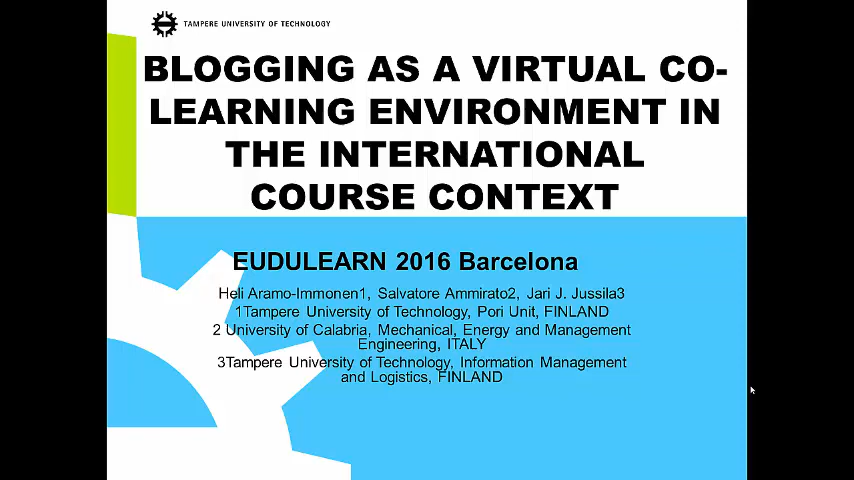 TAMPERE UNIVERSITY OF TECHNOLOGY
BLOGGING AS A VIRTUAL CO-
LEARNING ENVIRONMENT IN
THE INTERNATIONAL
COURSE CONTEXT
EUDULEARN 2016 Barcelona
Heli Aramo-Immonen1, Salvatore Ammirato2, Jari J. Jussila3
1Tampere University of Technology, Pori Unit, FINLAND
2 University of Calabria, Mechanical, Energy and Management
Engineering, ITALY
3Tampere University of Technology, Information Management
and Logistics, FINLAND